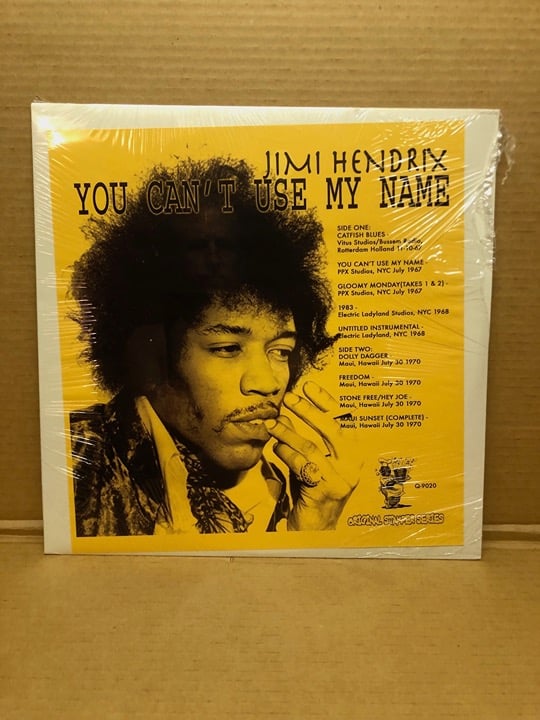 JIMI HENDRIX
YOU CAN'T USE MY NAME
SIDE ONE:
CATFISH BLUES -
Vitus Studios/Bussem Radio,
Rotterdam Holland 11-10-67
YOU CAN'T USE MY NAME -
PPX Studios, NYC July 1967
GLOOMY MONDAY(TAKES 1 & 2) -
PPX Studios, NYC July 1967
1983 -
Electric Ladyland Studios, NYC 1968
UNTITLED INSTRUMENTAL -
Electric Ladyland, NYC 1968
SIDE TWO:
DOLLY DAGGER -
Maui, Hawaii July 30 1970
FREEDOM -
Maui, Hawaii July 30 1970
STONE FREE/HEY JOE -
Maui, Hawaii July 30 1970
MAUI SUNSET (COMPLETE) -
Maui, Hawaii July 30 1970
Q-9020
ORIGINAL STAMPER SERIES